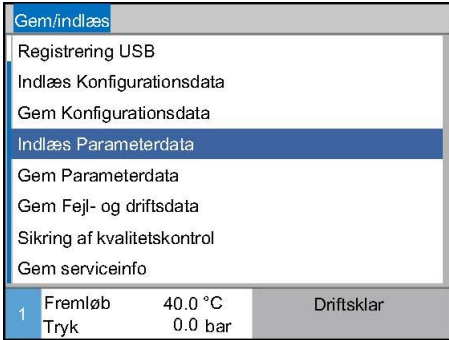 Gem/indlæs
Registrering USB
Indlæs Konfigurationsdata
Gem Konfigurationsdata
Indlæs Parameterdata
Gem Parameterdata
Gem Fejl- og driftsdata
Sikring af kvalitetskontrol
Gem serviceinfo
1 Fremløb 40.0 °C Driftsklar
Tryk 0.0 bar